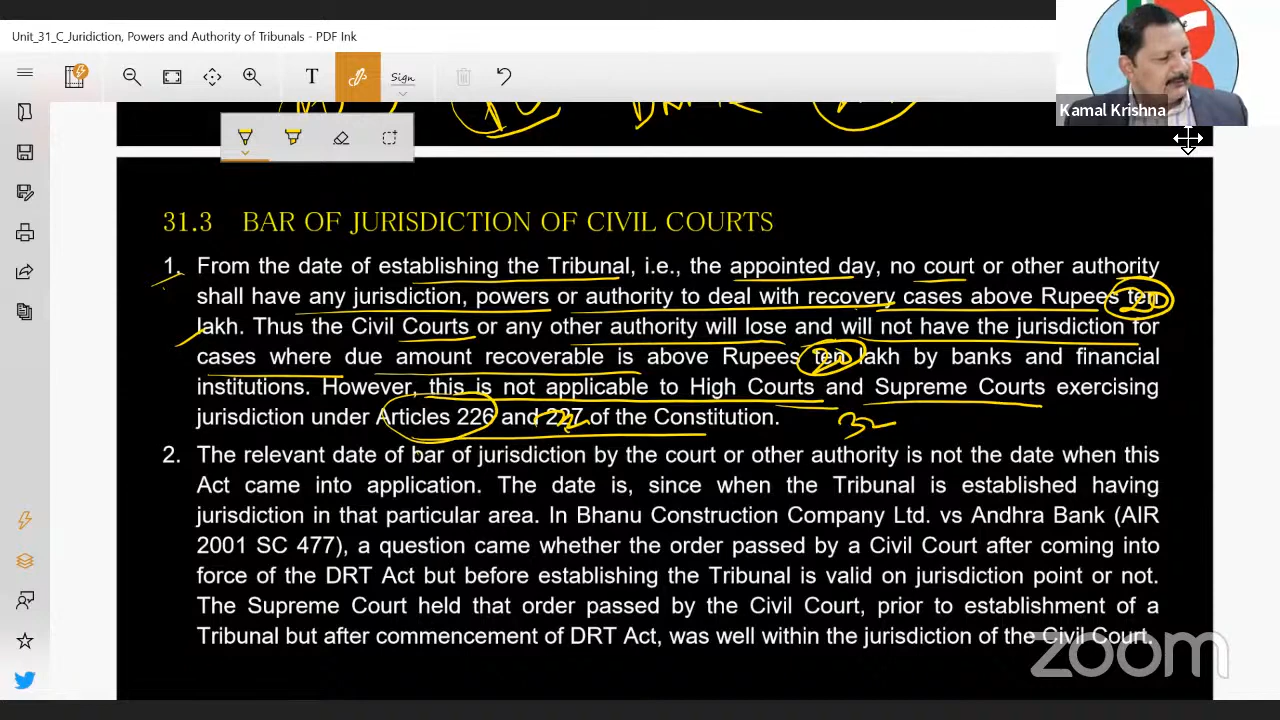 Unit_31_C_Juridiction, Powers and Authority of Tribunals - PDF Ink
T
Sign
Kamal Krishna
31.3 BAR OF JURISDICTION OF CIVIL COURTS
1. From the date of establishing the Tribunal, i.e., the appointed day, no court or other authority
shall have any jurisdiction, powers or authority to deal with recovery cases above Rupees ten 20
lakh. Thus the Civil Courts or any other authority will lose and will not have the jurisdiction for
cases where due amount recoverable is above Rupees ten 20 lakh by banks and financial
institutions. However, this is not applicable to High Courts and Supreme Courts exercising
jurisdiction under Articles 226 and 227 of the Constitution.
32
2. The relevant date of bar of jurisdiction by the court or other authority is not the date when this
Act came into application. The date is, since when the Tribunal is established having
jurisdiction in that particular area. In Bhanu Construction Company Ltd. vs Andhra Bank (AIR
2001 SC 477), a question came whether the order passed by a Civil Court after coming into
force of the DRT Act but before establishing the Tribunal is valid on jurisdiction point or not.
The Supreme Court held that order passed by the Civil Court, prior to establishment of a
Tribunal but after commencement of DRT Act, was well within the jurisdiction of the Civil Court.
zoom